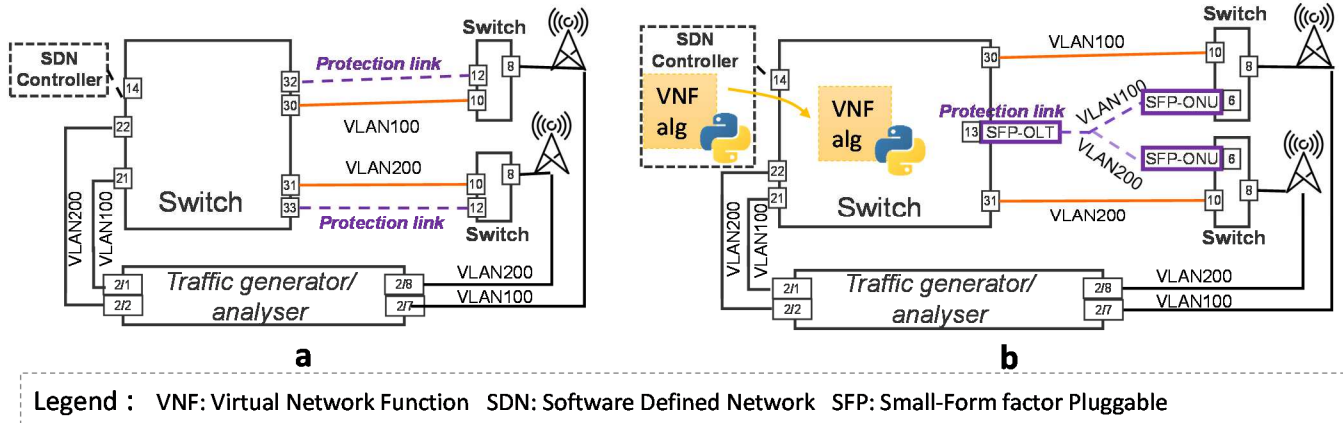 Switch
SDN
Controller
14
22
21
32
30
31
33
Protection link
VLAN100
VLAN200
Protection link
12
10
8
10
12
8
Switch
Switch
VLAN200
VLAN100
2/1
2/2
Traffic generator/
analyser
2/8
2/7
VLAN200
VLAN100
a
Switch
SDN
Controller
VNF
alg
VNF
alg
14
22
21
30
13
31
VLAN100
Protection link
SFP-OLT
VLAN100
VLAN200
SFP-ONU
6
SFP-ONU
6
10
8
8
10
VLAN200
Switch
Switch
VLAN200
VLAN100
2/1
2/2
Traffic generator/
analyser
2/8
2/7
VLAN200
VLAN100
b
Legend : VNF: Virtual Network Function SDN: Software Defined Network SFP: Small-Form factor Pluggable